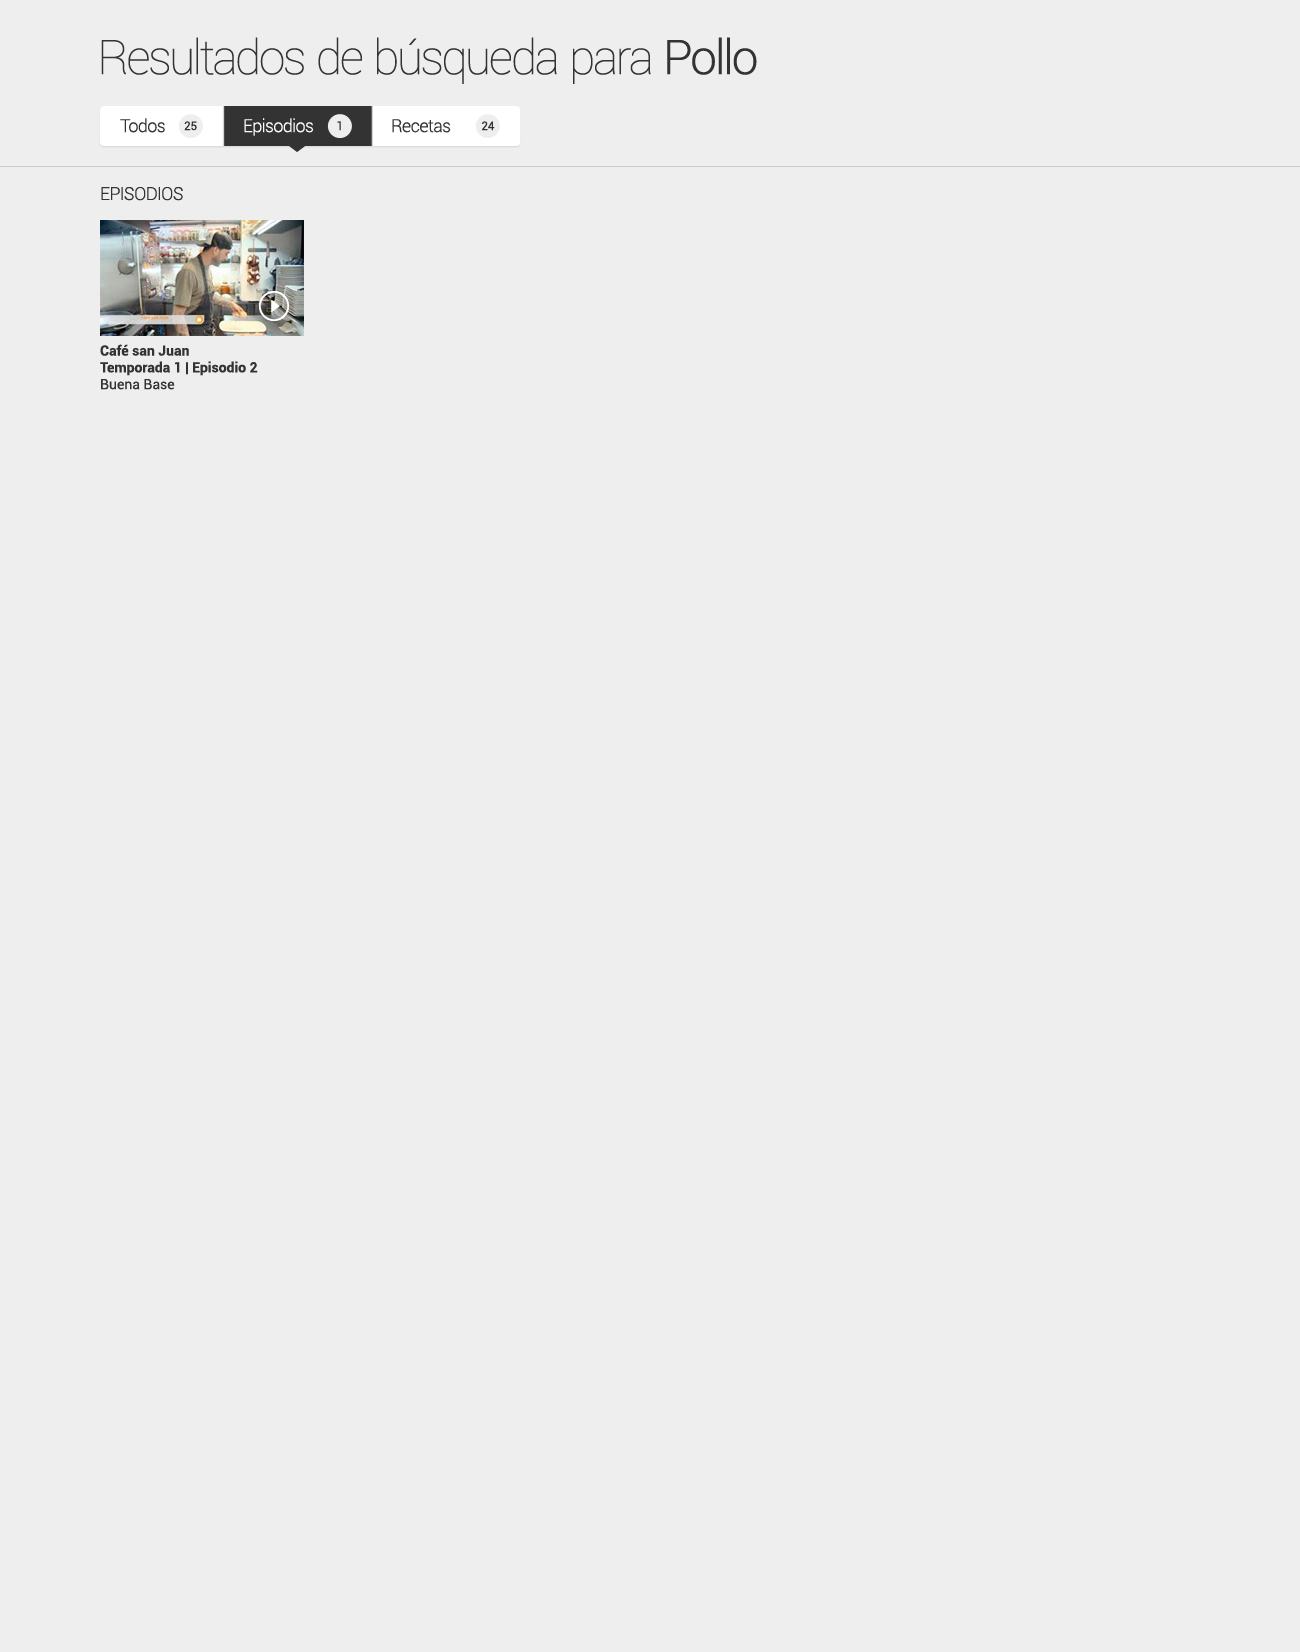 Resultados de búsqueda para Pollo
Todos 25 Episodios 1 Recetas 24
EPISODIOS
Café san Juan
Temporada 1 | Episodio 2
Buena Base